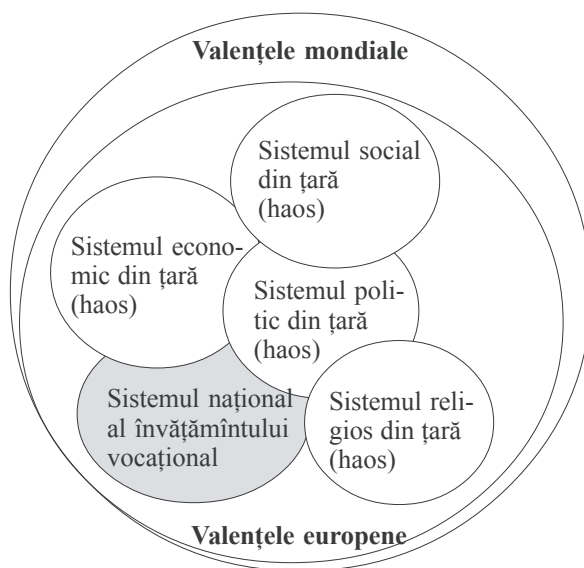 Valențele mondiale
Sistemul social
din țară
(haos)
Sistemul econo-
mic din țară
(haos)
Sistemul poli-
tic din țară
(haos)
Sistemul național
al învățămîntului
vocațional
Sistemul reli-
gios din țară
(haos)
Valențele europene